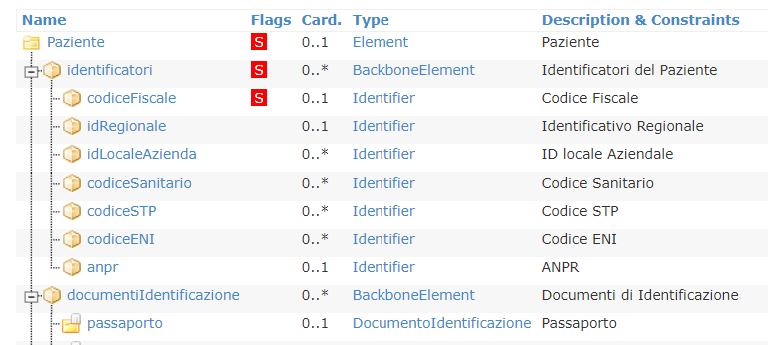 Name Flags Card. Type Description & Constraints
Paziente S 0..1 Element Paziente
identificatori S 0..* BackboneElement Identificatori del Paziente
codiceFiscale S 0..1 Identifier Codice Fiscale
idRegionale 0..1 Identifier Identificativo Regionale
idLocaleAzienda 0..* Identifier ID locale Aziendale
codiceSanitario 0..* Identifier Codice Sanitario
codiceSTP 0..* Identifier Codice STP
codiceENI 0..* Identifier Codice ENI
anpr 0..1 Identifier ANPR
documentiIdentificazione 0..* BackboneElement Documenti di Identificazione
passaporto 0..1 DocumentoIdentificazione Passaporto